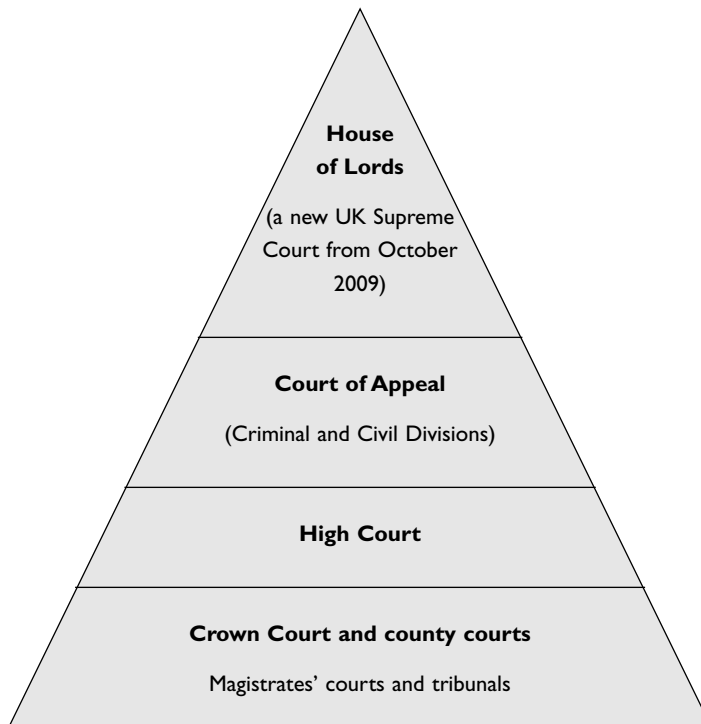 House
of Lords
(a new UK Supreme
Court from October
2009)
Court of Appeal
(Criminal and Civil Divisions)
High Court
Crown Court and county courts
Magistrates’ courts and tribunals